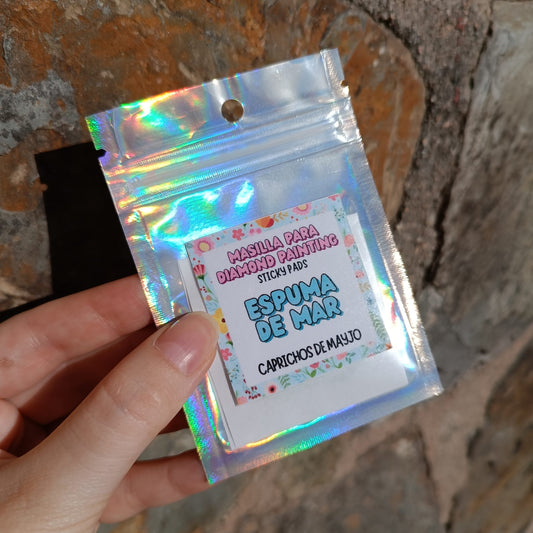 MASILLA PARA
DIAMOND PAINTING
STICKY PADS
ESPUMA
DE MAR
CAPRICHOS DE MAYJO